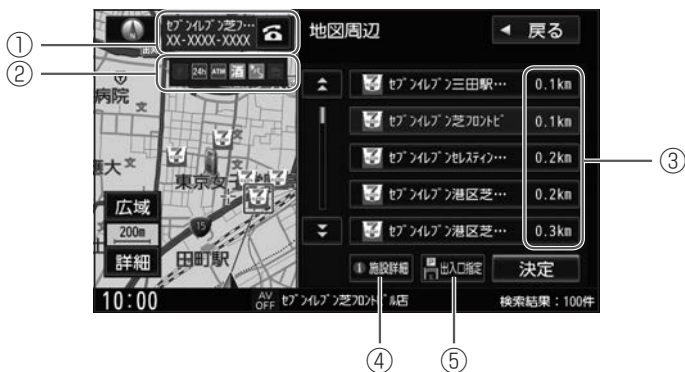 ①
セブンイレブン芝フ…
XX-XXXX-XXXX
地図周辺
戻る
②
24h ATM 酒
病院
文
セブンイレブン三田駅… 0.1km
セブンイレブン芝フロントビ 0.1km
③
セブンイレブンセレスティン… 0.2km
セブンイレブン港区芝… 0.2km
セブンイレブン港区芝… 0.3km
文
東京女子
広域
200m
15
詳細
田町駅
施設詳細
P 出入口指定
決定
10:00
AV OFF
セブンイレブン芝フロントビル店
検索結果:100件
④
⑤